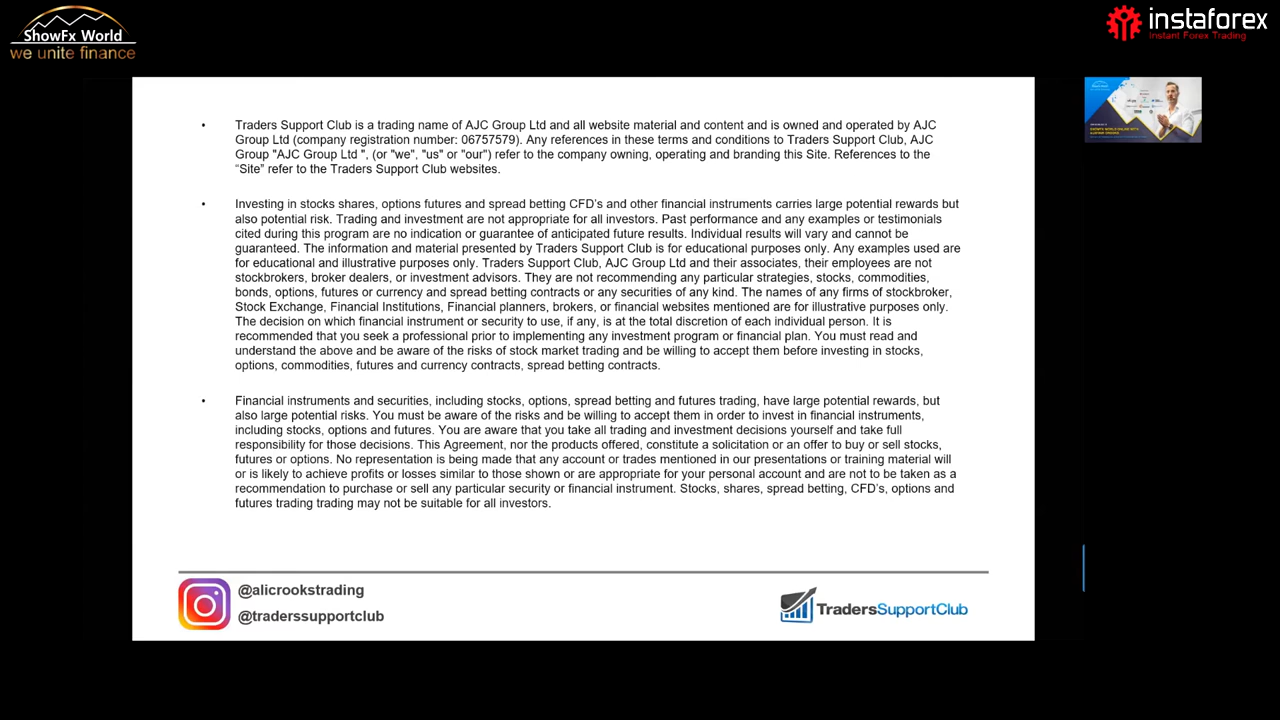 ShowFx World
we unite finance
instaforex
Instant Forex Trading
• Traders Support Club is a trading name of AJC Group Ltd and all website material and content and is owned and operated by AJC
Group Ltd (company registration number: 06757579). Any references in these terms and conditions to Traders Support Club, AJC
Group "AJC Group Ltd ", (or "we", "us" or "our") refer to the company owning, operating and branding this Site. References to the
“Site” refer to the Traders Support Club websites.
• Investing in stocks shares, options futures and spread betting CFD’s and other financial instruments carries large potential rewards but
also potential risk. Trading and investment are not appropriate for all investors. Past performance and any examples or testimonials
cited during this program are no indication or guarantee of anticipated future results. Individual results will vary and cannot be
guaranteed. The information and material presented by Traders Support Club is for educational purposes only. Any examples used are
for educational and illustrative purposes only. Traders Support Club, AJC Group Ltd and their associates, their employees are not
stockbrokers, broker dealers, or investment advisors. They are not recommending any particular strategies, stocks, commodities,
bonds, options, futures or currency and spread betting contracts or any securities of any kind. The names of any firms of stockbroker,
Stock Exchange, Financial Institutions, Financial planners, brokers, or financial websites mentioned are for illustrative purposes only.
The decision on which financial instrument or security to use, if any, is at the total discretion of each individual person. It is
recommended that you seek a professional prior to implementing any investment program or financial plan. You must read and
understand the above and be aware of the risks of stock market trading and be willing to accept them before investing in stocks,
options, commodities, futures and currency contracts, spread betting contracts.
• Financial instruments and securities, including stocks, options, spread betting and futures trading, have large potential rewards, but
also large potential risks. You must be aware of the risks and be willing to accept them in order to invest in financial instruments,
including stocks, options and futures. You are aware that you take all trading and investment decisions yourself and take full
responsibility for those decisions. This Agreement, nor the products offered, constitute a solicitation or an offer to buy or sell stocks,
futures or options. No representation is being made that any account or trades mentioned in our presentations or training material will
or is likely to achieve profits or losses similar to those shown or are appropriate for your personal account and are not to be taken as a
recommendation to purchase or sell any particular security or financial instrument. Stocks, shares, spread betting, CFD’s, options and
futures trading trading may not be suitable for all investors.
@alicrookstrading
@traderssupportclub
TradersSupportClub